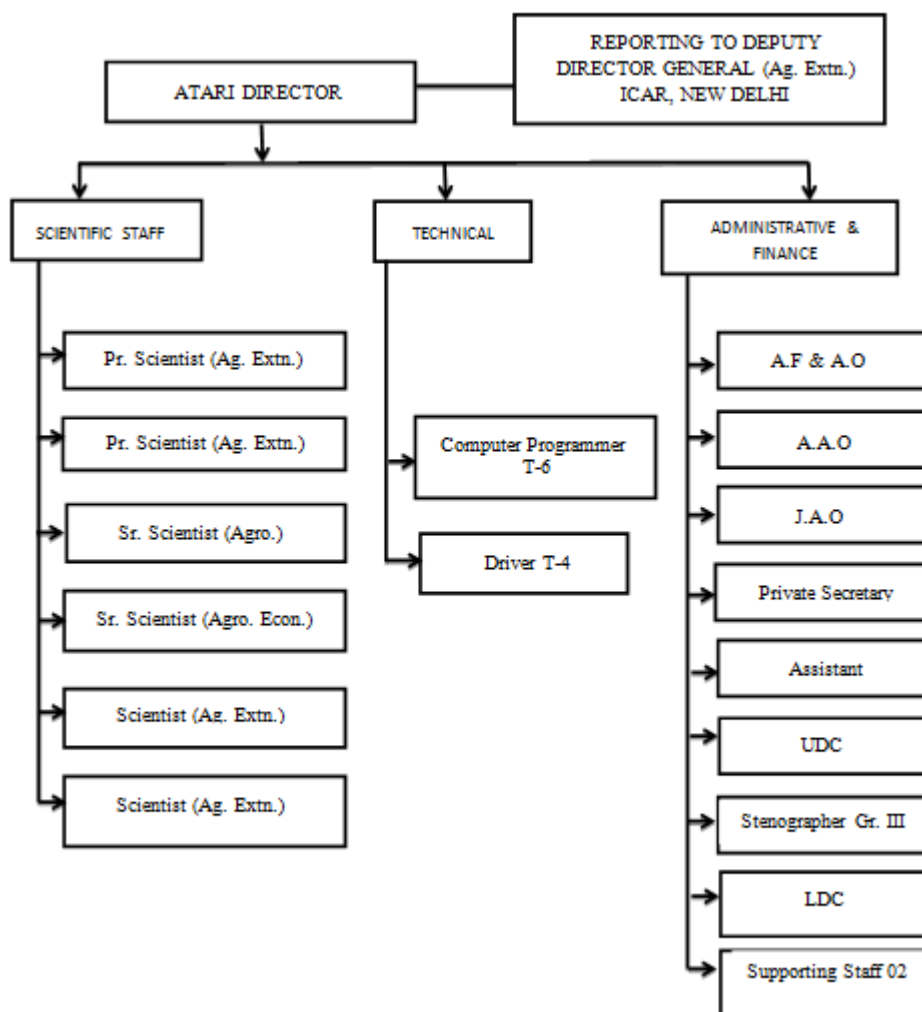 REPORTING TO DEPUTY
DIRECTOR GENERAL (Ag. Extn.)
ICAR, NEW DELHI
ATARI DIRECTOR
SCIENTIFIC STAFF
TECHNICAL
ADMINISTRATIVE &
FINANCE
Pr. Scientist (Ag. Extn.)
Pr. Scientist (Ag. Extn.)
Sr. Scientist (Agro.)
Sr. Scientist (Agro. Econ.)
Scientist (Ag. Extn.)
Scientist (Ag. Extn.)
Computer Programmer
T-6
Driver T-4
A.F & A.O
A.A.O
J.A.O
Private Secretary
Assistant
UDC
Stenographer Gr. III
LDC
Supporting Staff 02